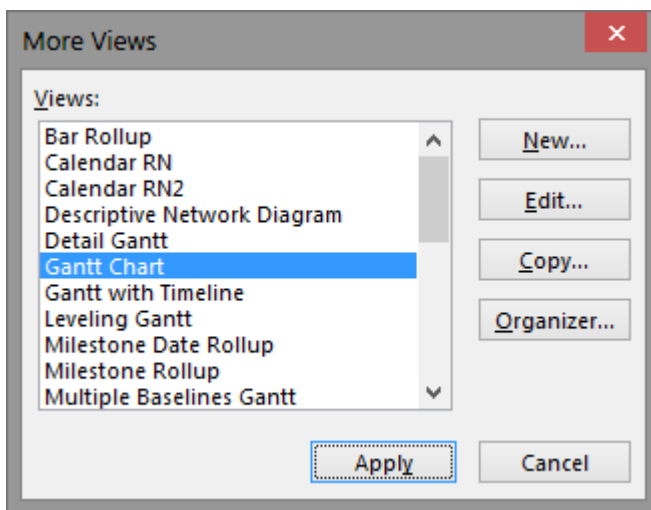 More Views
Views:
Bar Rollup
Calendar RN
Calendar RN2
Descriptive Network Diagram
Detail Gantt
Gantt Chart
Gantt with Timeline
Leveling Gantt
Milestone Date Rollup
Milestone Rollup
Multiple Baselines Gantt
New...
Edit...
Copy...
Organizer...
Apply
Cancel